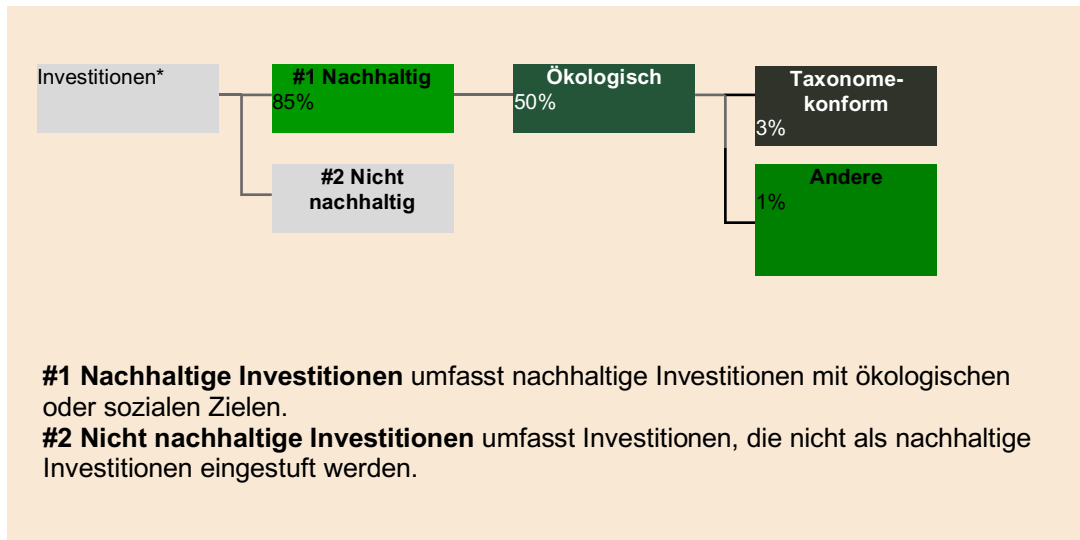 Investitionen*
#1 Nachhaltig
85%
Ökologisch
50%
Taxonome-
konform
3%
#2 Nicht
nachhaltig
Andere
1%
#1 Nachhaltige Investitionen umfasst nachhaltige Investitionen mit ökologischen
oder sozialen Zielen.
#2 Nicht nachhaltige Investitionen umfasst Investitionen, die nicht als nachhaltige
Investitionen eingestuft werden.